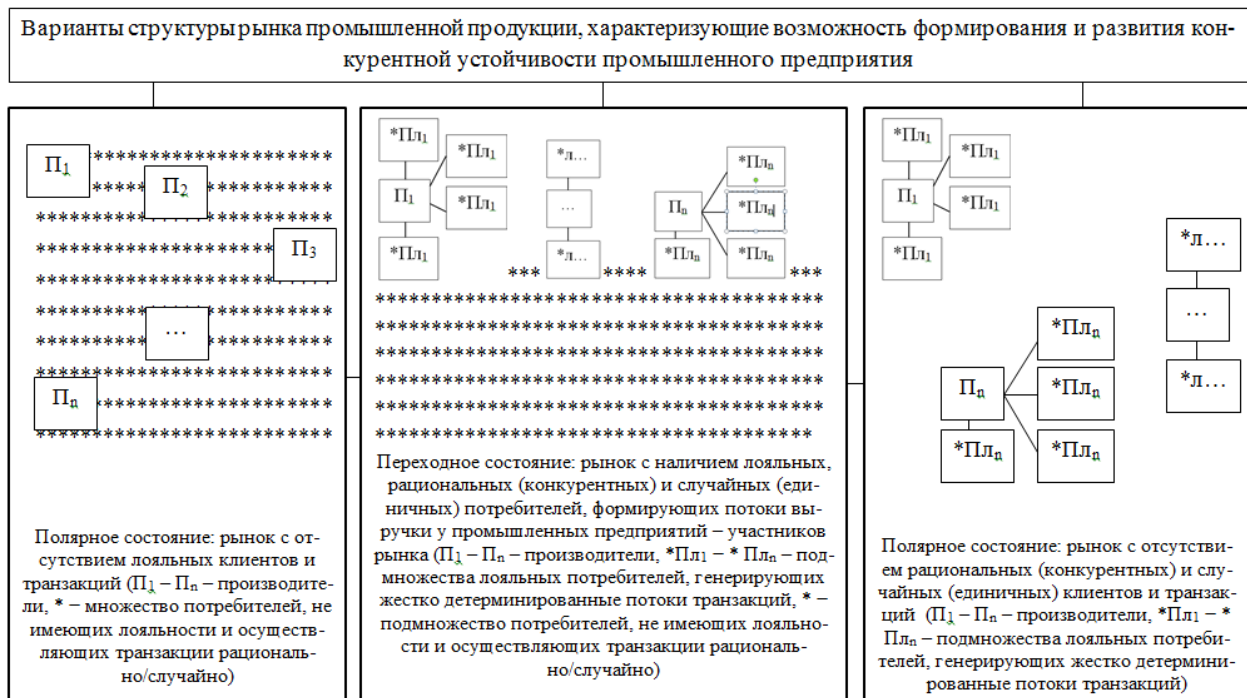 Варианты структуры рынка промышленной продукции, характеризующие возможность формирования и развития кон-
курентной устойчивости промышленного предприятия
П₁ **********************
П₂
***************************
П₃
***************************
***************************
…
***************************
Пₙ
***************************
Полярное состояние: рынок с от-
сутствием лояльных клиентов и
транзакций (П₁ – Пₙ – производите-
ли, * – множество потребителей, не
имеющих лояльности и осуществ-
ляющих транзакции рациональ-
но/случайно)
*Пл₁
*Пл₁
П₁
*Пл₁
*Пл₁
*л…
…
*л…
*Плₙ
Пₙ
*Плₙ
*Плₙ
*Плₙ
*** **** ***
****************************************
****************************************
****************************************
****************************************
****************************************
***************************************
Переходное состояние: рынок с наличием лояльных,
рациональных (конкурентных) и случайных (еди-
ничных) потребителей, формирующих потоки вы-
ручки у промышленных предприятий – участников
рынка (П₁ – Пₙ – производители, *Пл₁ – * Плₙ – под-
множества лояльных потребителей, генерирующих
жестко детерминированные потоки транзакций, * –
подмножество потребителей, не имеющих лояльно-
сти и осуществляющих транзакции рациональ-
но/случайно)
*Пл₁
*Пл₁
П₁
*Пл₁
*Пл₁
*л…
…
*л…
*Плₙ
Пₙ
*Плₙ
*Плₙ
*Плₙ
Полярное состояние: рынок с отсутстви-
ем рациональных (конкурентных) и слу-
чайных (единичных) клиентов и транзак-
ций (П₁ – Пₙ – производители, *Пл₁ – *
Плₙ – подмножества лояльных потреби-
телей, генерирующих жестко детермини-
рованные потоки транзакций)